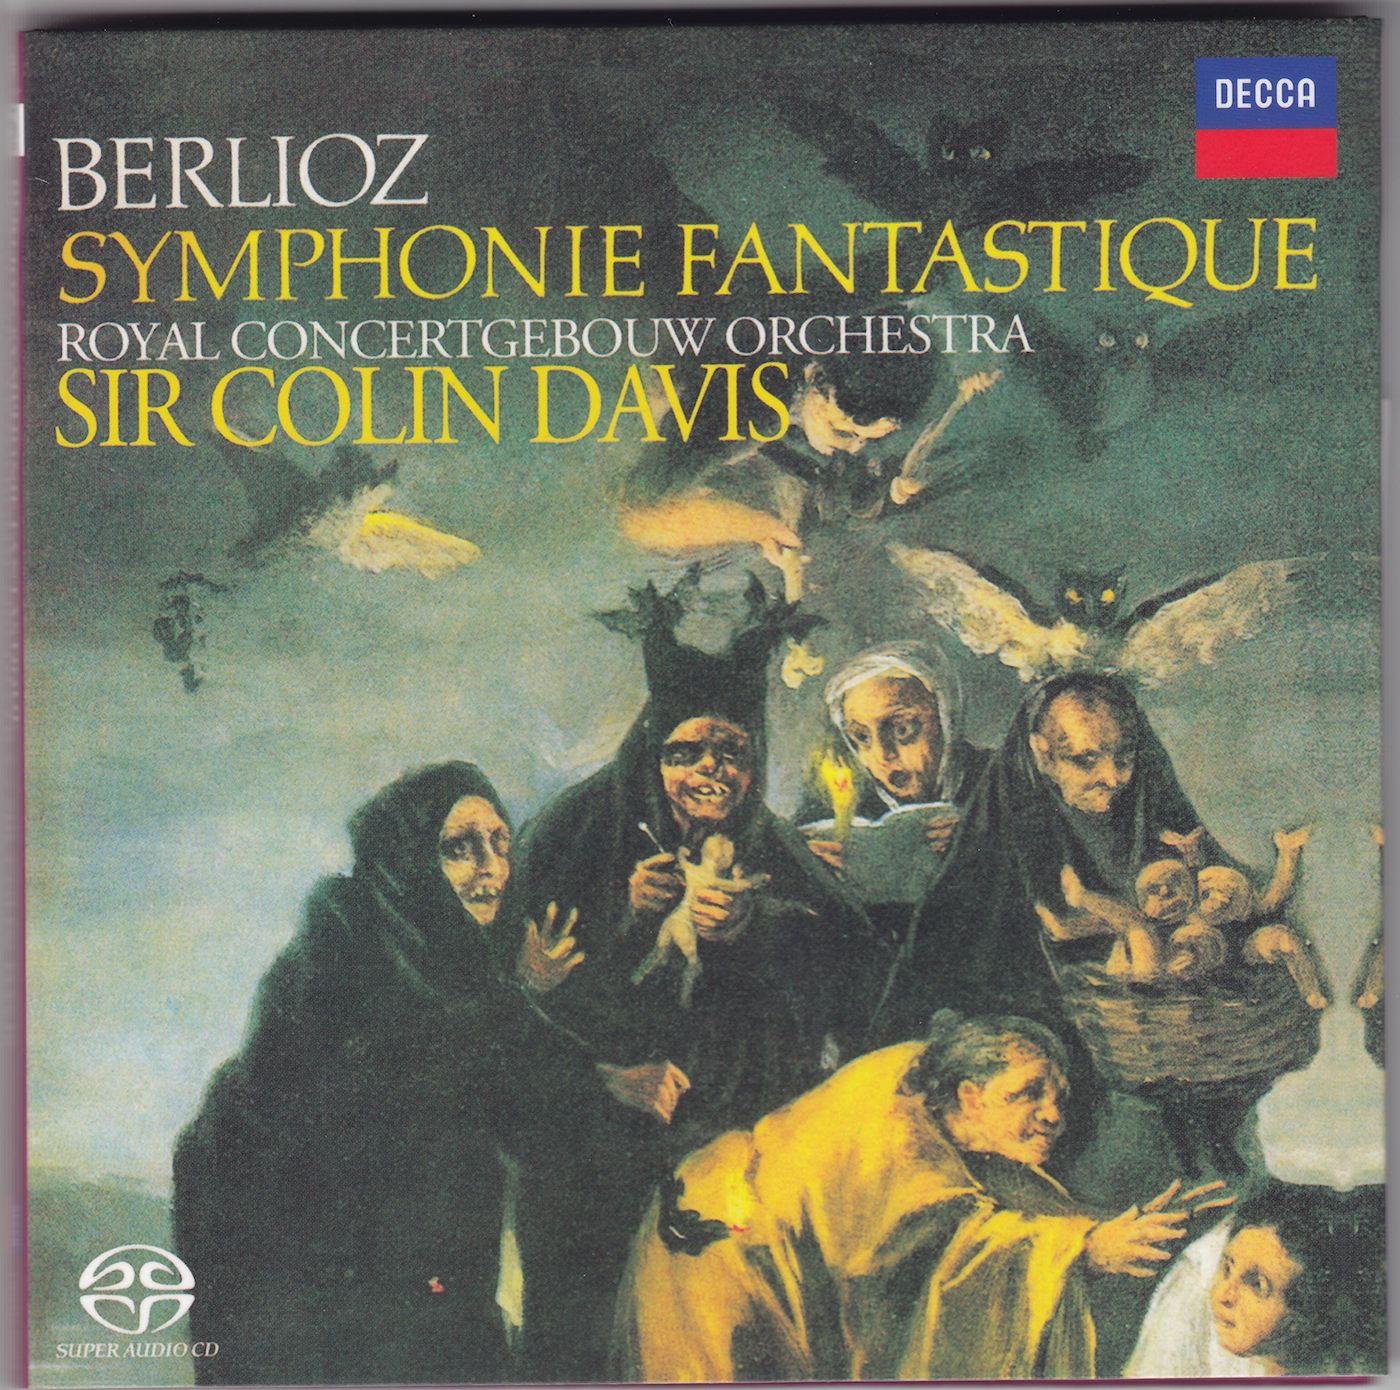 DECCA
BERLIOZ
SYMPHONIE FANTASTIQUE
ROYAL CONCERTGEBOUW ORCHESTRA
SIR COLIN DAVIS
SUPER AUDIO CD